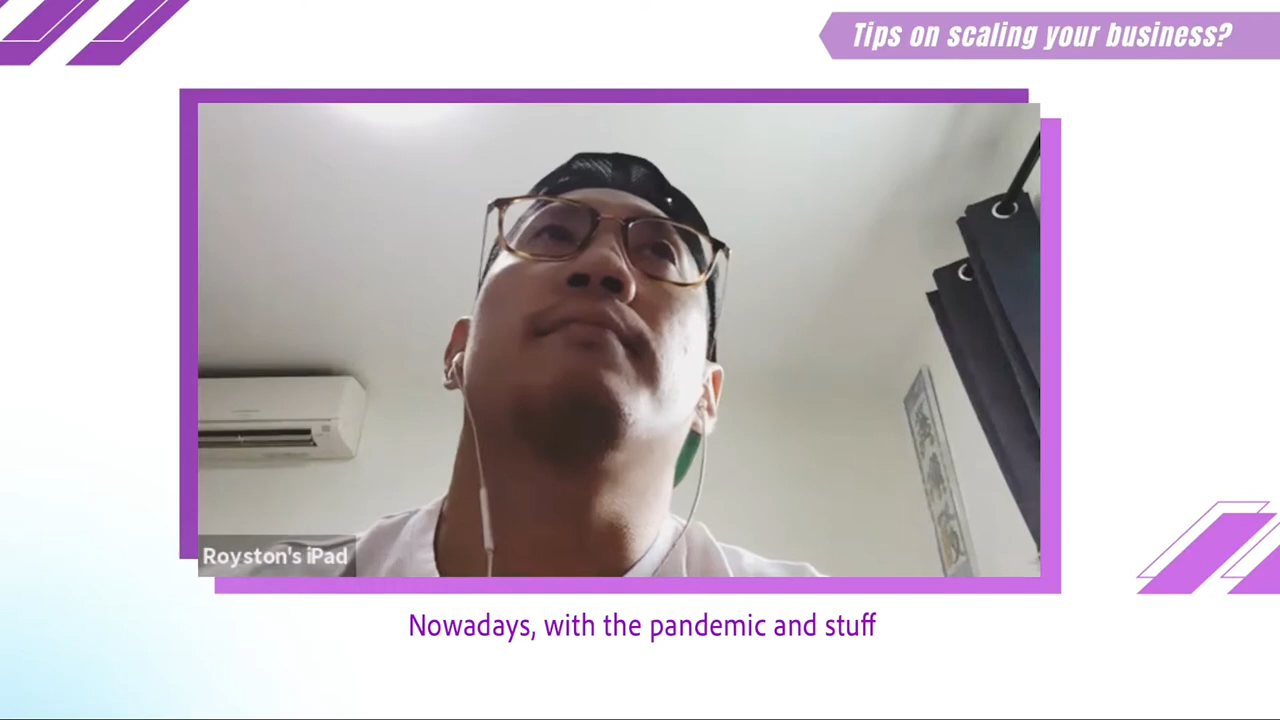 Tips on scaling your business?
Royston's iPad
Nowadays, with the pandemic and stuff